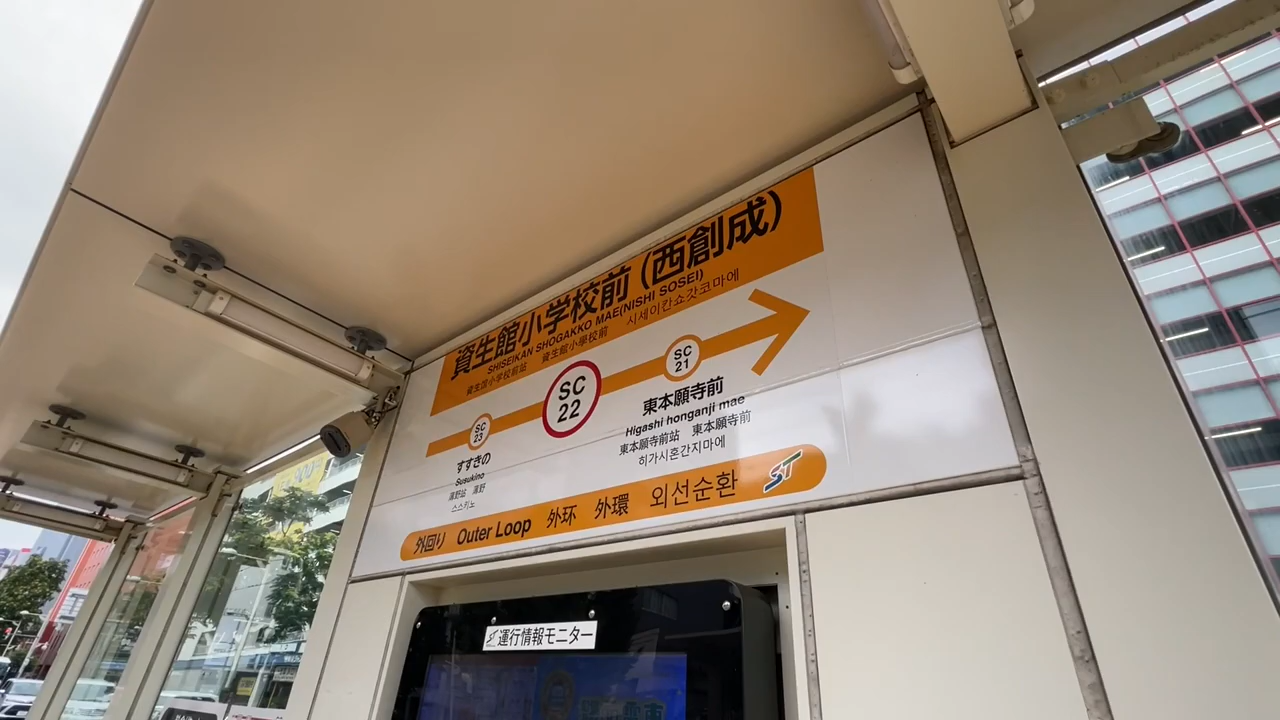 資生館小学校前（西創成）
SHISEIKAN SHOGAKKO MAE(NISHI SOSEI)
资生馆小学校前站 資生館小學校前 시세이칸쇼갓코마에
SC
23
SC
22
SC
21
すすきの
Susukino
薄野站 薄野
스스키노
東本願寺前
Higashi honganji mae
东本愿寺前站 東本願寺前
히가시혼간지마에
外回り Outer Loop 外环 外環 외선순환 ST
ST 運行情報モニター